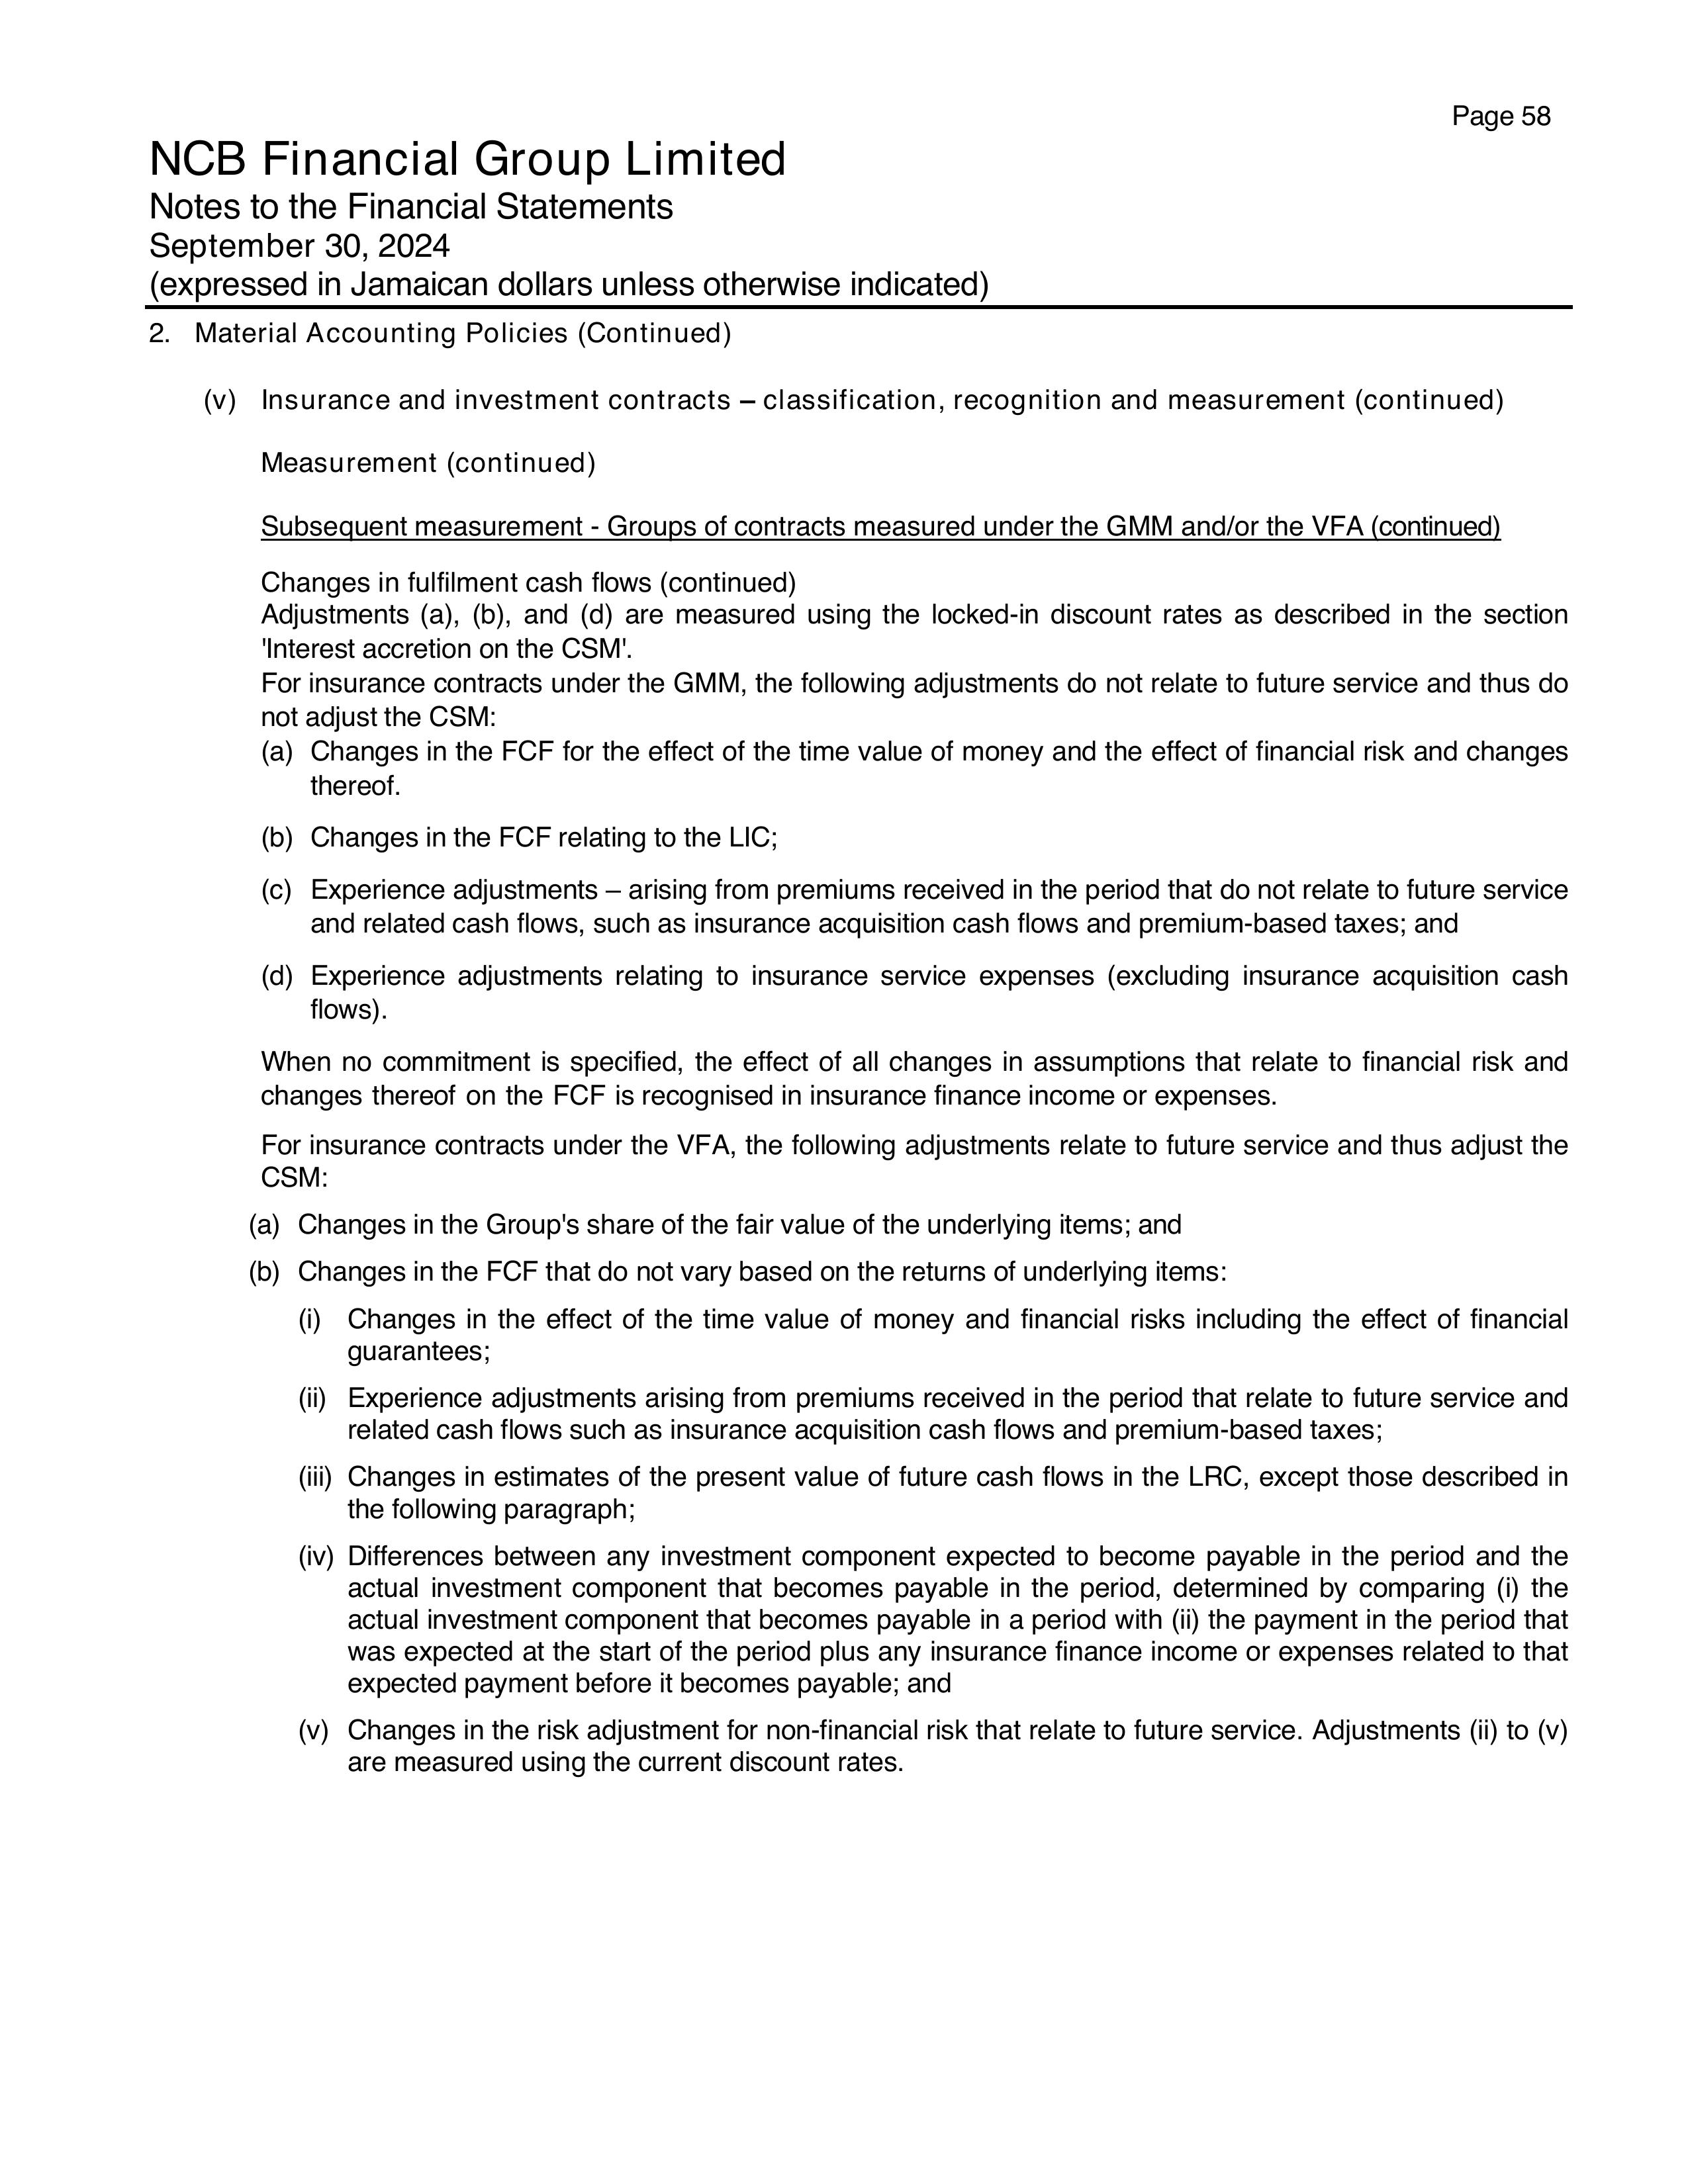 Page 58
NCB Financial Group Limited
Notes to the Financial Statements
September 30, 2024
(expressed in Jamaican dollars unless otherwise indicated)
2. Material Accounting Policies (Continued)
(v) Insurance and investment contracts – classification, recognition and measurement (continued)
Measurement (continued)
Subsequent measurement - Groups of contracts measured under the GMM and/or the VFA (continued)
Changes in fulfilment cash flows (continued)
Adjustments (a), (b), and (d) are measured using the locked-in discount rates as described in the section
'Interest accretion on the CSM'.
For insurance contracts under the GMM, the following adjustments do not relate to future service and thus do
not adjust the CSM:
(a) Changes in the FCF for the effect of the time value of money and the effect of financial risk and changes
thereof.
(b) Changes in the FCF relating to the LIC;
(c) Experience adjustments – arising from premiums received in the period that do not relate to future service
and related cash flows, such as insurance acquisition cash flows and premium-based taxes; and
(d) Experience adjustments relating to insurance service expenses (excluding insurance acquisition cash
flows).
When no commitment is specified, the effect of all changes in assumptions that relate to financial risk and
changes thereof on the FCF is recognised in insurance finance income or expenses.
For insurance contracts under the VFA, the following adjustments relate to future service and thus adjust the
CSM:
(a) Changes in the Group's share of the fair value of the underlying items; and
(b) Changes in the FCF that do not vary based on the returns of underlying items:
(i) Changes in the effect of the time value of money and financial risks including the effect of financial
guarantees;
(ii) Experience adjustments arising from premiums received in the period that relate to future service and
related cash flows such as insurance acquisition cash flows and premium-based taxes;
(iii) Changes in estimates of the present value of future cash flows in the LRC, except those described in
the following paragraph;
(iv) Differences between any investment component expected to become payable in the period and the
actual investment component that becomes payable in the period, determined by comparing (i) the
actual investment component that becomes payable in a period with (ii) the payment in the period that
was expected at the start of the period plus any insurance finance income or expenses related to that
expected payment before it becomes payable; and
(v) Changes in the risk adjustment for non-financial risk that relate to future service. Adjustments (ii) to (v)
are measured using the current discount rates.